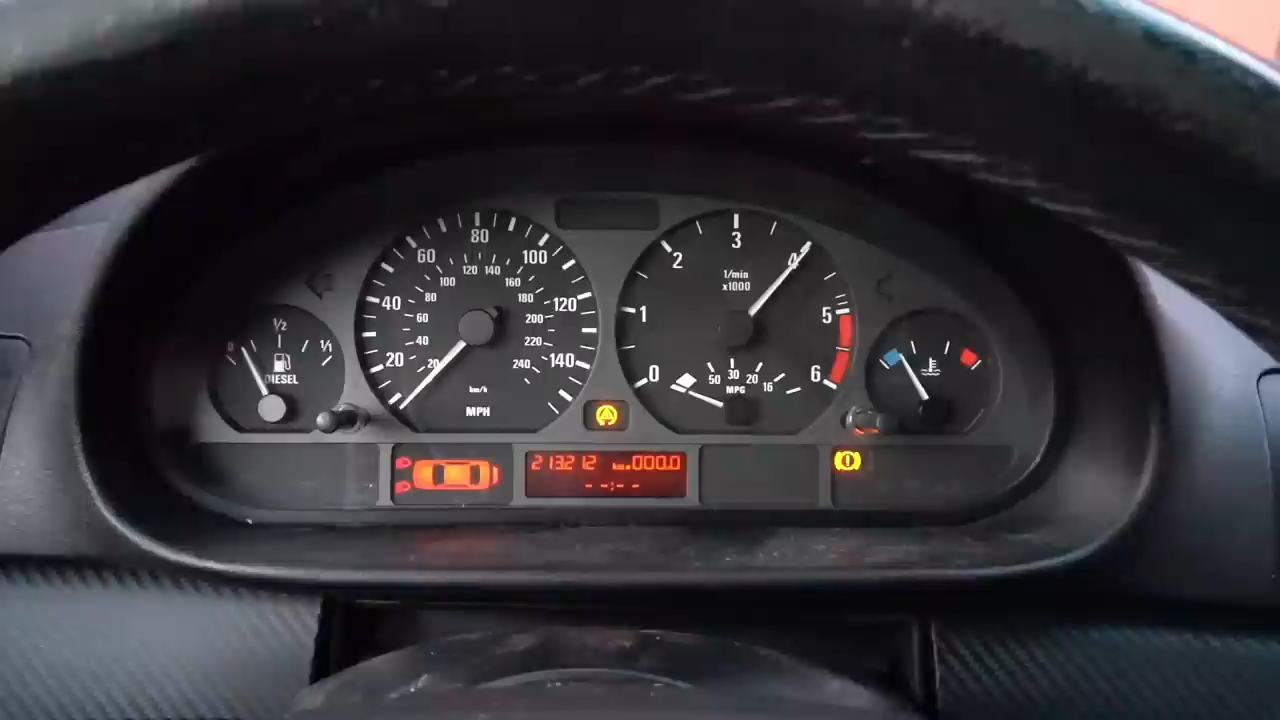 0 1/2 1/1
DIESEL
20 40 60 80 100 120 140
20 40 60 80 100 120 140 160 180 200 220 240
km/h
MPH
0 1 2 3 4 5 6
1/min
x1000
50 30 20 16
MPG
213212 km.000.0
--:--